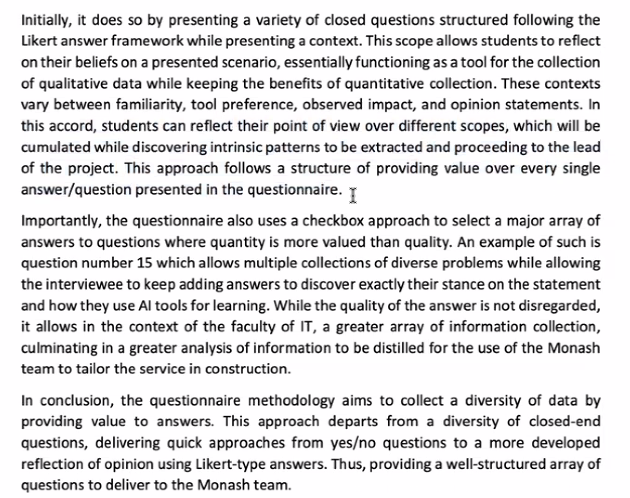 Initially, it does so by presenting a variety of closed questions structured following the
Likert answer framework while presenting a context. This scope allows students to reflect
on their beliefs on a presented scenario, essentially functioning as a tool for the collection
of qualitative data while keeping the benefits of quantitative collection. These contexts
vary between familiarity, tool preference, observed impact, and opinion statements. In
this accord, students can reflect their point of view over different scopes, which will be
cumulated while discovering intrinsic patterns to be extracted and proceeding to the lead
of the project. This approach follows a structure of providing value over every single
answer/question presented in the questionnaire.
Importantly, the questionnaire also uses a checkbox approach to select a major array of
answers to questions where quantity is more valued than quality. An example of such is
question number 15 which allows multiple collections of diverse problems while allowing
the interviewee to keep adding answers to discover exactly their stance on the statement
and how they use AI tools for learning. While the quality of the answer is not disregarded,
it allows in the context of the faculty of IT, a greater array of information collection,
culminating in a greater analysis of information to be distilled for the use of the Monash
team to tailor the service in construction.
In conclusion, the questionnaire methodology aims to collect a diversity of data by
providing value to answers. This approach departs from a diversity of closed-end
questions, delivering quick approaches from yes/no questions to a more developed
reflection of opinion using Likert-type answers. Thus, providing a well-structured array of
questions to deliver to the Monash team.